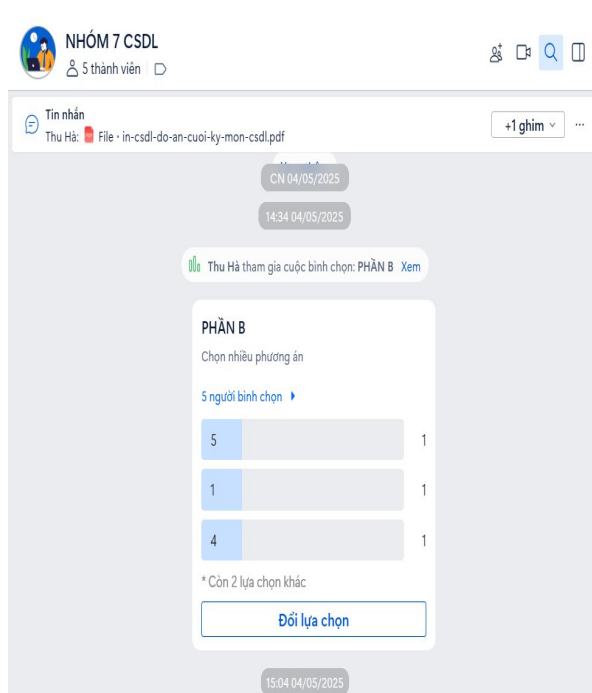 NHÓM 7 CSDL
5 thành viên
Tin nhắn
Thu Hà: File · in-csdl-do-an-cuoi-ky-mon-csdl.pdf
+1 ghim
CN 04/05/2025
14:34 04/05/2025
Thu Hà tham gia cuộc bình chọn: PHẦN B Xem
PHẦN B
Chọn nhiều phương án
5 người bình chọn
5 1
1 1
4 1
* Còn 2 lựa chọn khác
Đổi lựa chọn
15:04 04/05/2025